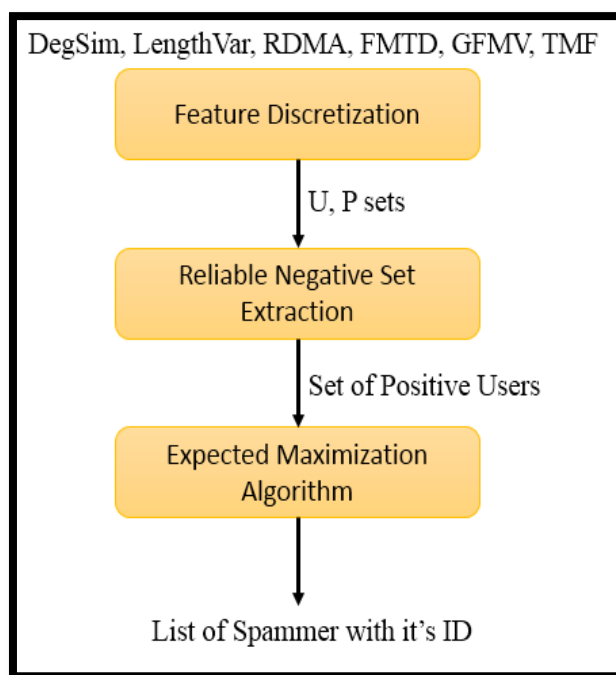 DegSim, LengthVar, RDMA, FMTD, GFMV, TMF
Feature Discretization
U, P sets
Reliable Negative Set
Extraction
Set of Positive Users
Expected Maximization
Algorithm
List of Spammer with it’s ID